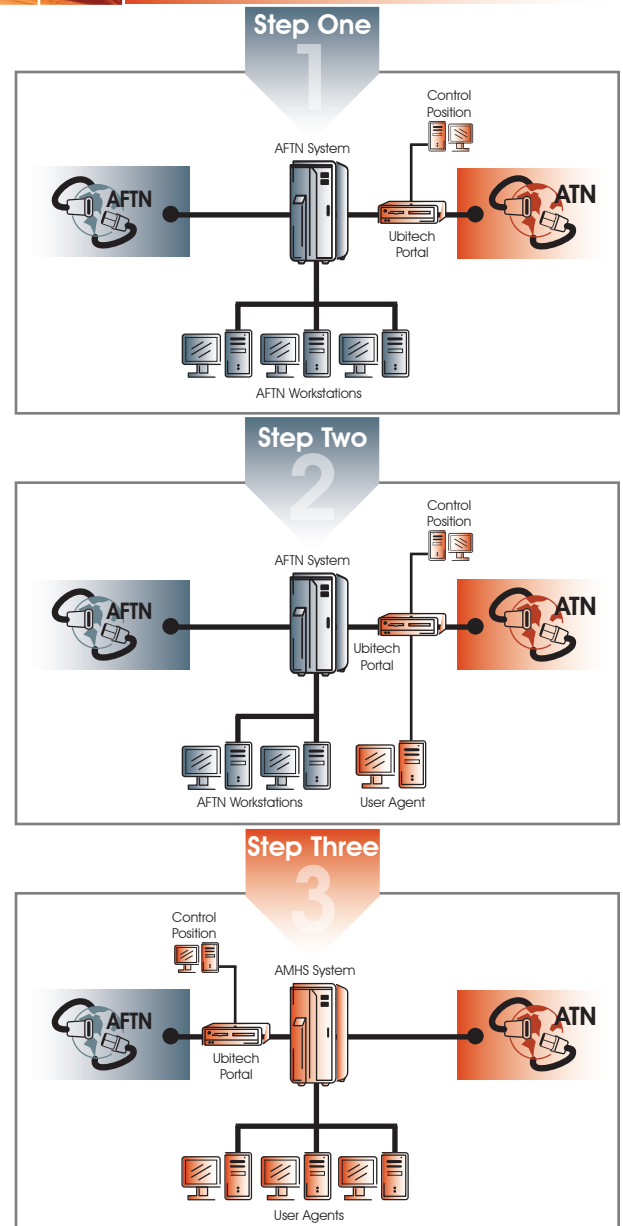 Step One
1
Control
Position
AFTN System
AFTN
ATN
Ubitech
Portal
AFTN Workstations
Step Two
2
Control
Position
AFTN System
AFTN
ATN
Ubitech
Portal
AFTN Workstations
User Agent
Step Three
3
Control
Position
AMHS System
AFTN
ATN
Ubitech
Portal
User Agents